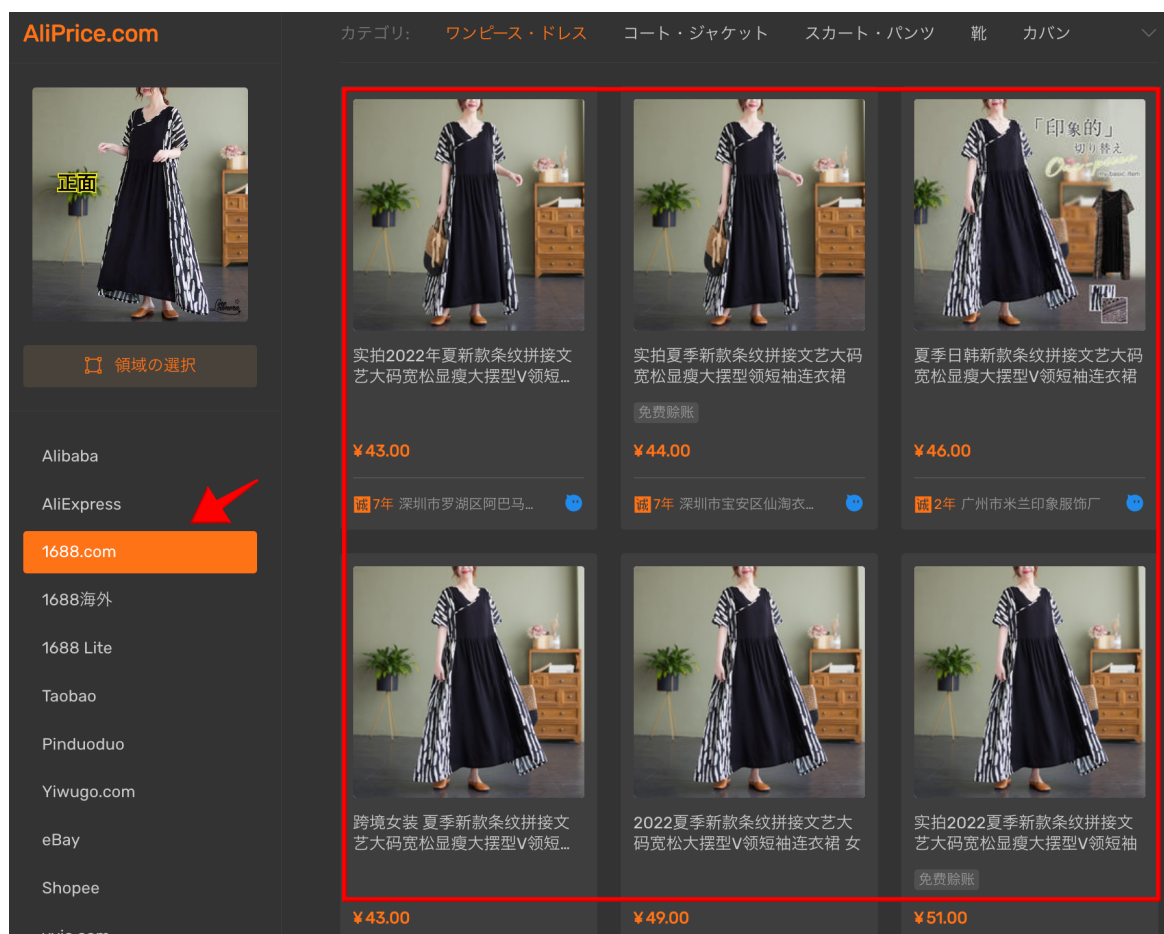 AliPrice.com
カテゴリ:
ワンピース・ドレス
コート・ジャケット
スカート・パンツ
靴
カバン
正面
領域の選択
Alibaba
AliExpress
1688.com
1688海外
1688 Lite
Taobao
Pinduoduo
Yiwugo.com
eBay
Shopee
实拍2022年夏新款条纹拼接文
艺大码宽松显瘦大摆型V领短...
¥43.00
诚 7年 深圳市罗湖区阿巴马...
实拍夏季新款条纹拼接文艺大码
宽松显瘦大摆型领短袖连衣裙
免费赊账
¥44.00
诚 7年 深圳市宝安区仙淘衣...
「印象的」
切り替え
my basic item
夏季日韩新款条纹拼接文艺大码
宽松显瘦大摆型V领短袖连衣裙
¥46.00
诚 2年 广州市米兰印象服饰厂
跨境女装 夏季新款条纹拼接文
艺大码宽松显瘦大摆型V领短...
¥43.00
2022夏季新款条纹拼接文艺大
码宽松大摆型V领短袖连衣裙 女
¥49.00
实拍2022夏季新款条纹拼接文
艺大码宽松显瘦大摆型V领短袖
免费赊账
¥51.00